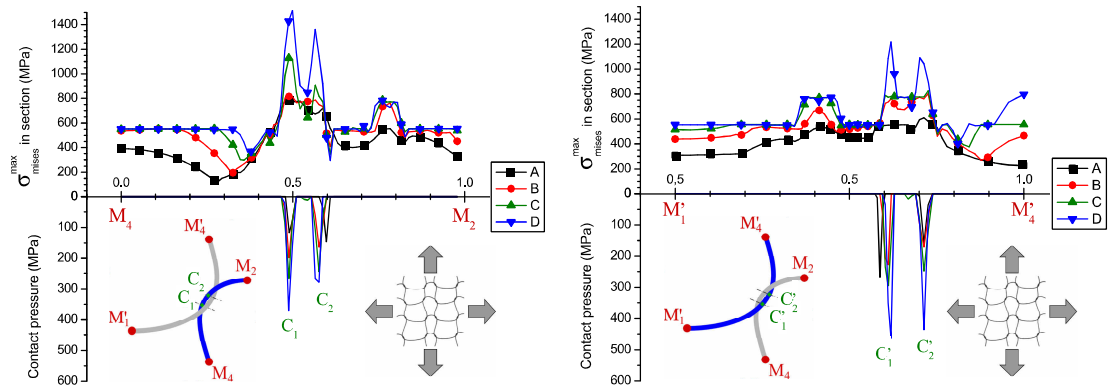 σ max mises in section (MPa)
1400
1200
1000
800
600
400
200
0
0.0
0.5
1.0
M4
M2
A
B
C
D
Contact pressure (MPa)
100
200
300
400
500
600
M'4
M2
C2
C1
M'1
M4
C1
C2
σ max mises in section (MPa)
1400
1200
1000
800
600
400
200
0
0,5
0.5
1.0
M'1
M'4
A
B
C
D
Contact pressure (MPa)
100
200
300
400
500
600
M'4
M2
C'2
C'1
M'1
M4
C'1
C'2